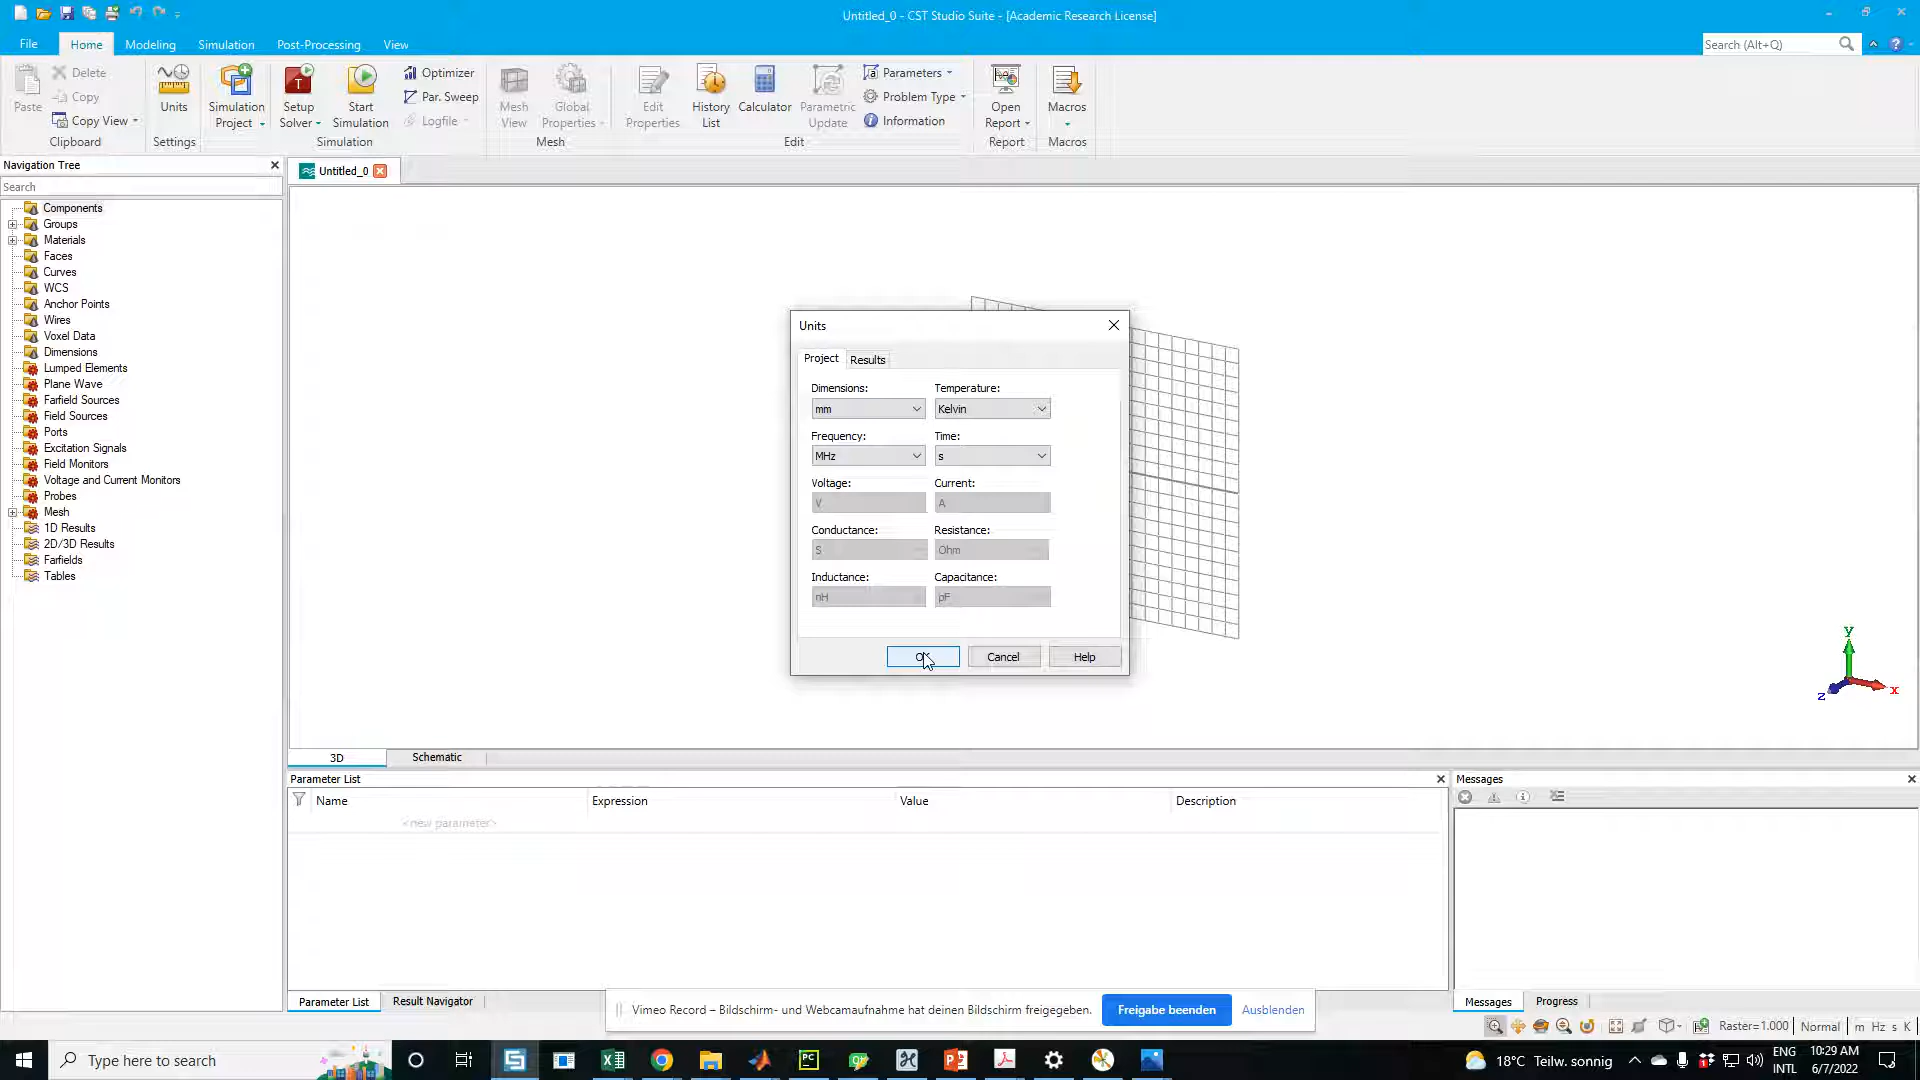 Untitled_0 - CST Studio Suite - [Academic Research License]
File Home Modeling Simulation Post-Processing View
Search (Alt+Q)
Paste
Delete
Copy
Copy View
Clipboard
Units
Settings
Simulation Project
Setup Solver
Start Simulation
Optimizer
Par. Sweep
Logfile
Simulation
Mesh View
Global Properties
Mesh
Edit Properties
History List
Calculator
Parametric Update
Parameters
Problem Type
Information
Edit
Open Report
Report
Macros
Macros
Navigation Tree
Search
Components
Groups
Materials
Faces
Curves
WCS
Anchor Points
Wires
Voxel Data
Dimensions
Lumped Elements
Plane Wave
Farfield Sources
Field Sources
Ports
Excitation Signals
Field Monitors
Voltage and Current Monitors
Probes
Mesh
1D Results
2D/3D Results
Farfields
Tables
Untitled_0
Units
Project Results
Dimensions: Temperature:
mm Kelvin
Frequency: Time:
MHz s
Voltage: Current:
V A
Conductance: Resistance:
S Ohm
Inductance: Capacitance:
nH pF
Cancel Help
y
x
z
3D Schematic
Parameter List
Name Expression Value Description
<new parameter>
Parameter List Result Navigator
Messages
Messages Progress
Vimeo Record – Bildschirm- und Webcamaufnahme hat deinen Bildschirm freigegeben. Freigabe beenden Ausblenden
Raster=1.000 Normal m Hz s K
Type here to search
18°C Teilw. sonnig
ENG
INTL
10:29 AM
6/7/2022